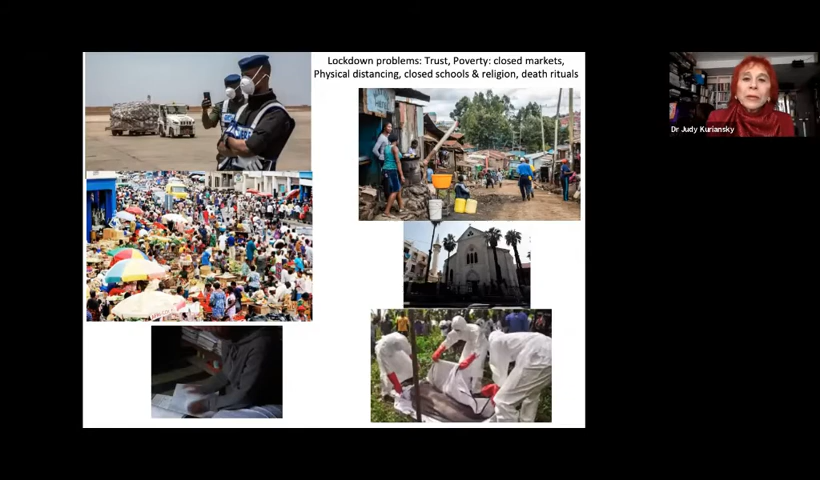 Lockdown problems: Trust, Poverty: closed markets,
Physical distancing, closed schools & religion, death rituals
Dr Judy Kuriansky